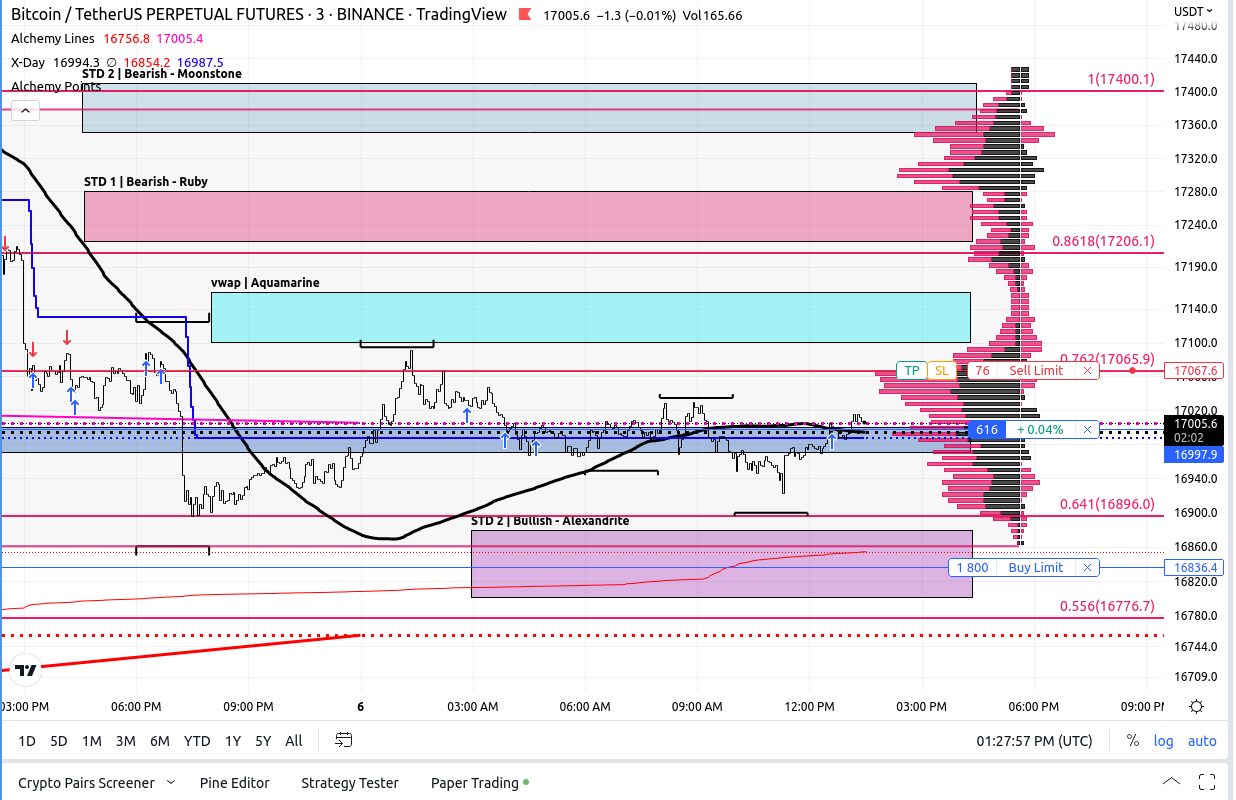 Bitcoin / TetherUS PERPETUAL FUTURES · 3 · BINANCE · TradingView 17005.6 −1.3 (−0.01%) Vol165.66
USDT
17480.0
Alchemy Lines 16756.8 17005.4
X-Day 16994.3 ∅ 16854.2 16987.5
Alchemy Points
17440.0
STD 2 | Bearish - Moonstone
1(17400.1)
17400.0
17360.0
17320.0
STD 1 | Bearish - Ruby
17280.0
17240.0
0.8618(17206.1)
17190.0
vwap | Aquamarine
17140.0
17100.0
0.762(17065.9)
TP SL 76 Sell Limit × 17067.6
17020.0
616 +0.04% × 17005.6
02:02
16997.9
16940.0
0.641(16896.0)
16900.0
STD 2 | Bullish - Alexandrite
16860.0
1 800 Buy Limit × 16836.4
16820.0
0.556(16776.7)
16780.0
16744.0
16709.0
03:00 PM 06:00 PM 09:00 PM 6 03:00 AM 06:00 AM 09:00 AM 12:00 PM 03:00 PM 06:00 PM 09:00
1D 5D 1M 3M 6M YTD 1Y 5Y All 01:27:57 PM (UTC) % log auto
Crypto Pairs Screener Pine Editor Strategy Tester Paper Trading